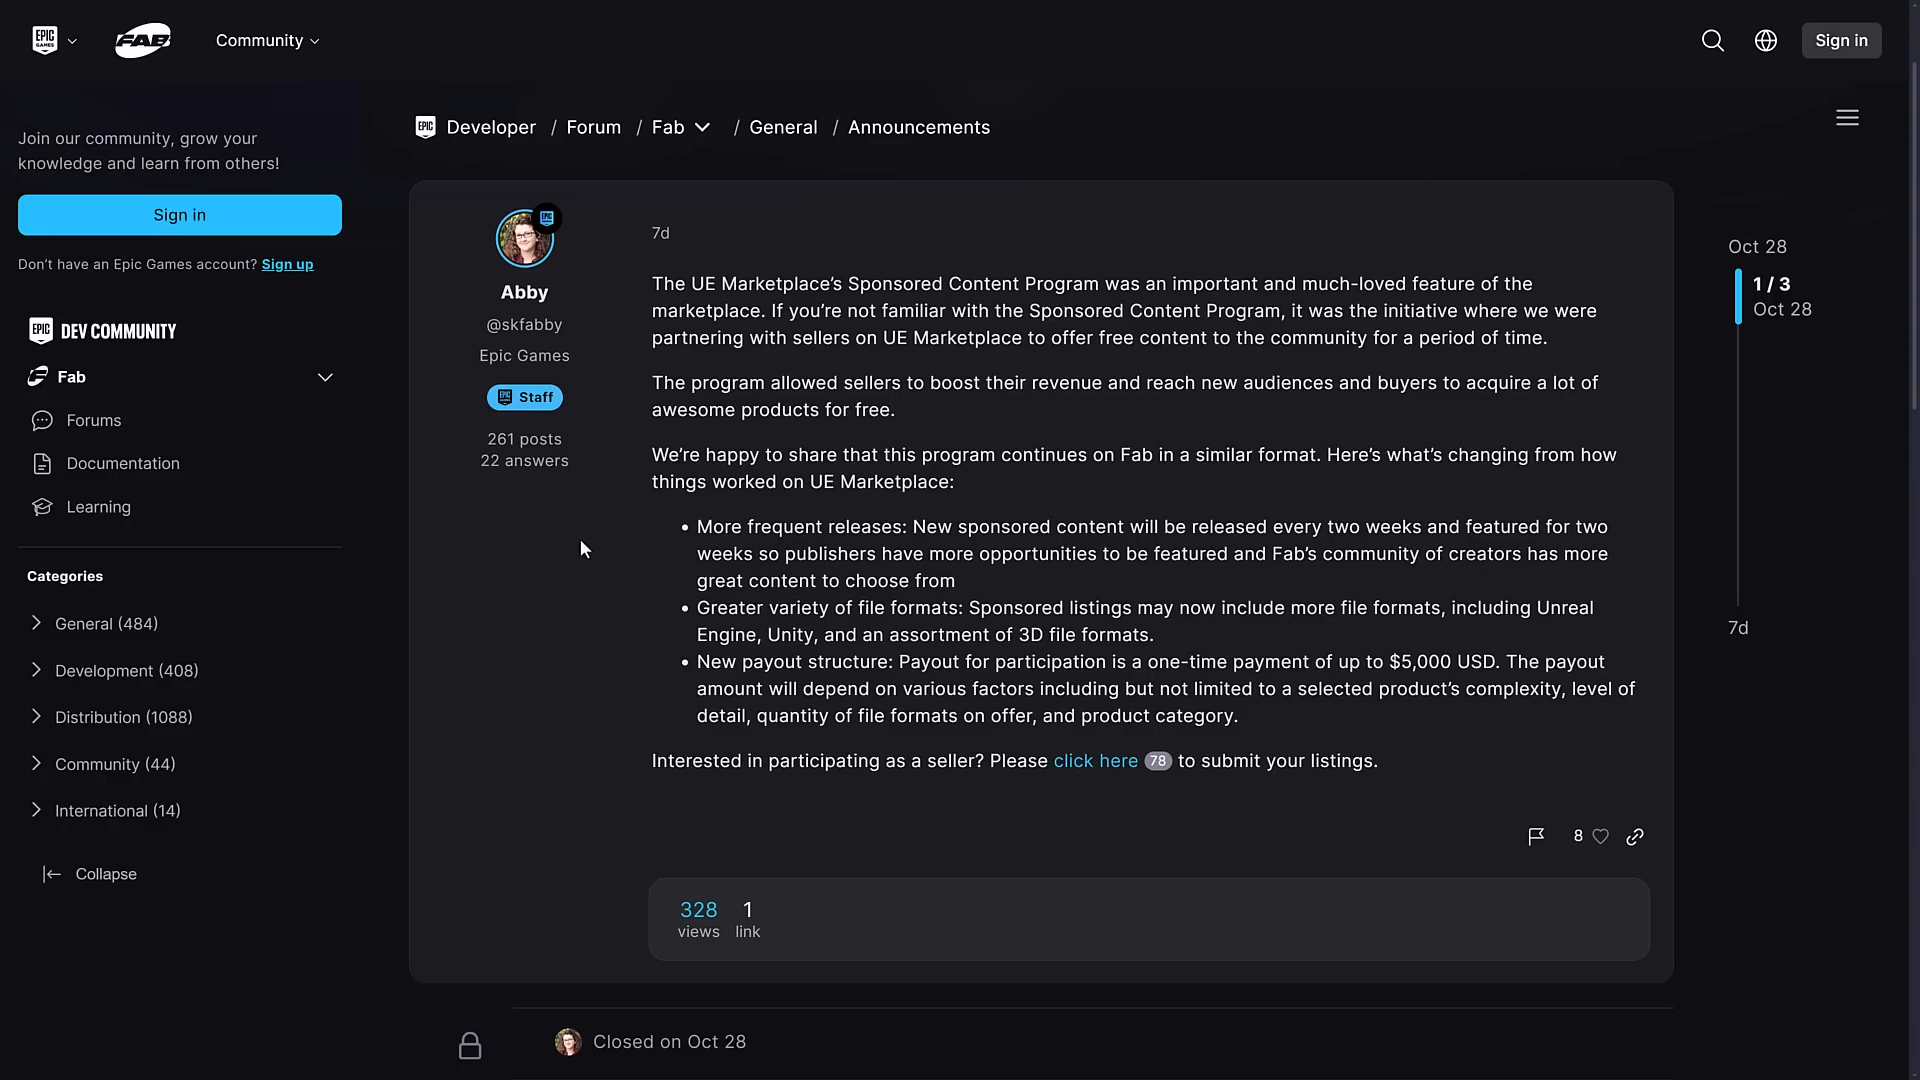 EPIC GAMES
FAB
Community
Sign in
Join our community, grow your
knowledge and learn from others!
Sign in
Don’t have an Epic Games account? Sign up
EPIC DEV COMMUNITY
Fab
Forums
Documentation
Learning
Categories
General (484)
Development (408)
Distribution (1088)
Community (44)
International (14)
Collapse
EPIC Developer / Forum / Fab / General / Announcements
EPIC
Abby
@skfabby
Epic Games
Staff
261 posts
22 answers
7d
The UE Marketplace’s Sponsored Content Program was an important and much-loved feature of the
marketplace. If you’re not familiar with the Sponsored Content Program, it was the initiative where we were
partnering with sellers on UE Marketplace to offer free content to the community for a period of time.
The program allowed sellers to boost their revenue and reach new audiences and buyers to acquire a lot of
awesome products for free.
We’re happy to share that this program continues on Fab in a similar format. Here’s what’s changing from how
things worked on UE Marketplace:
• More frequent releases: New sponsored content will be released every two weeks and featured for two
weeks so publishers have more opportunities to be featured and Fab’s community of creators has more
great content to choose from
• Greater variety of file formats: Sponsored listings may now include more file formats, including Unreal
Engine, Unity, and an assortment of 3D file formats.
• New payout structure: Payout for participation is a one-time payment of up to $5,000 USD. The payout
amount will depend on various factors including but not limited to a selected product’s complexity, level of
detail, quantity of file formats on offer, and product category.
Interested in participating as a seller? Please click here 78 to submit your listings.
8
328 1
views link
Closed on Oct 28
Oct 28
1 / 3
Oct 28
7d